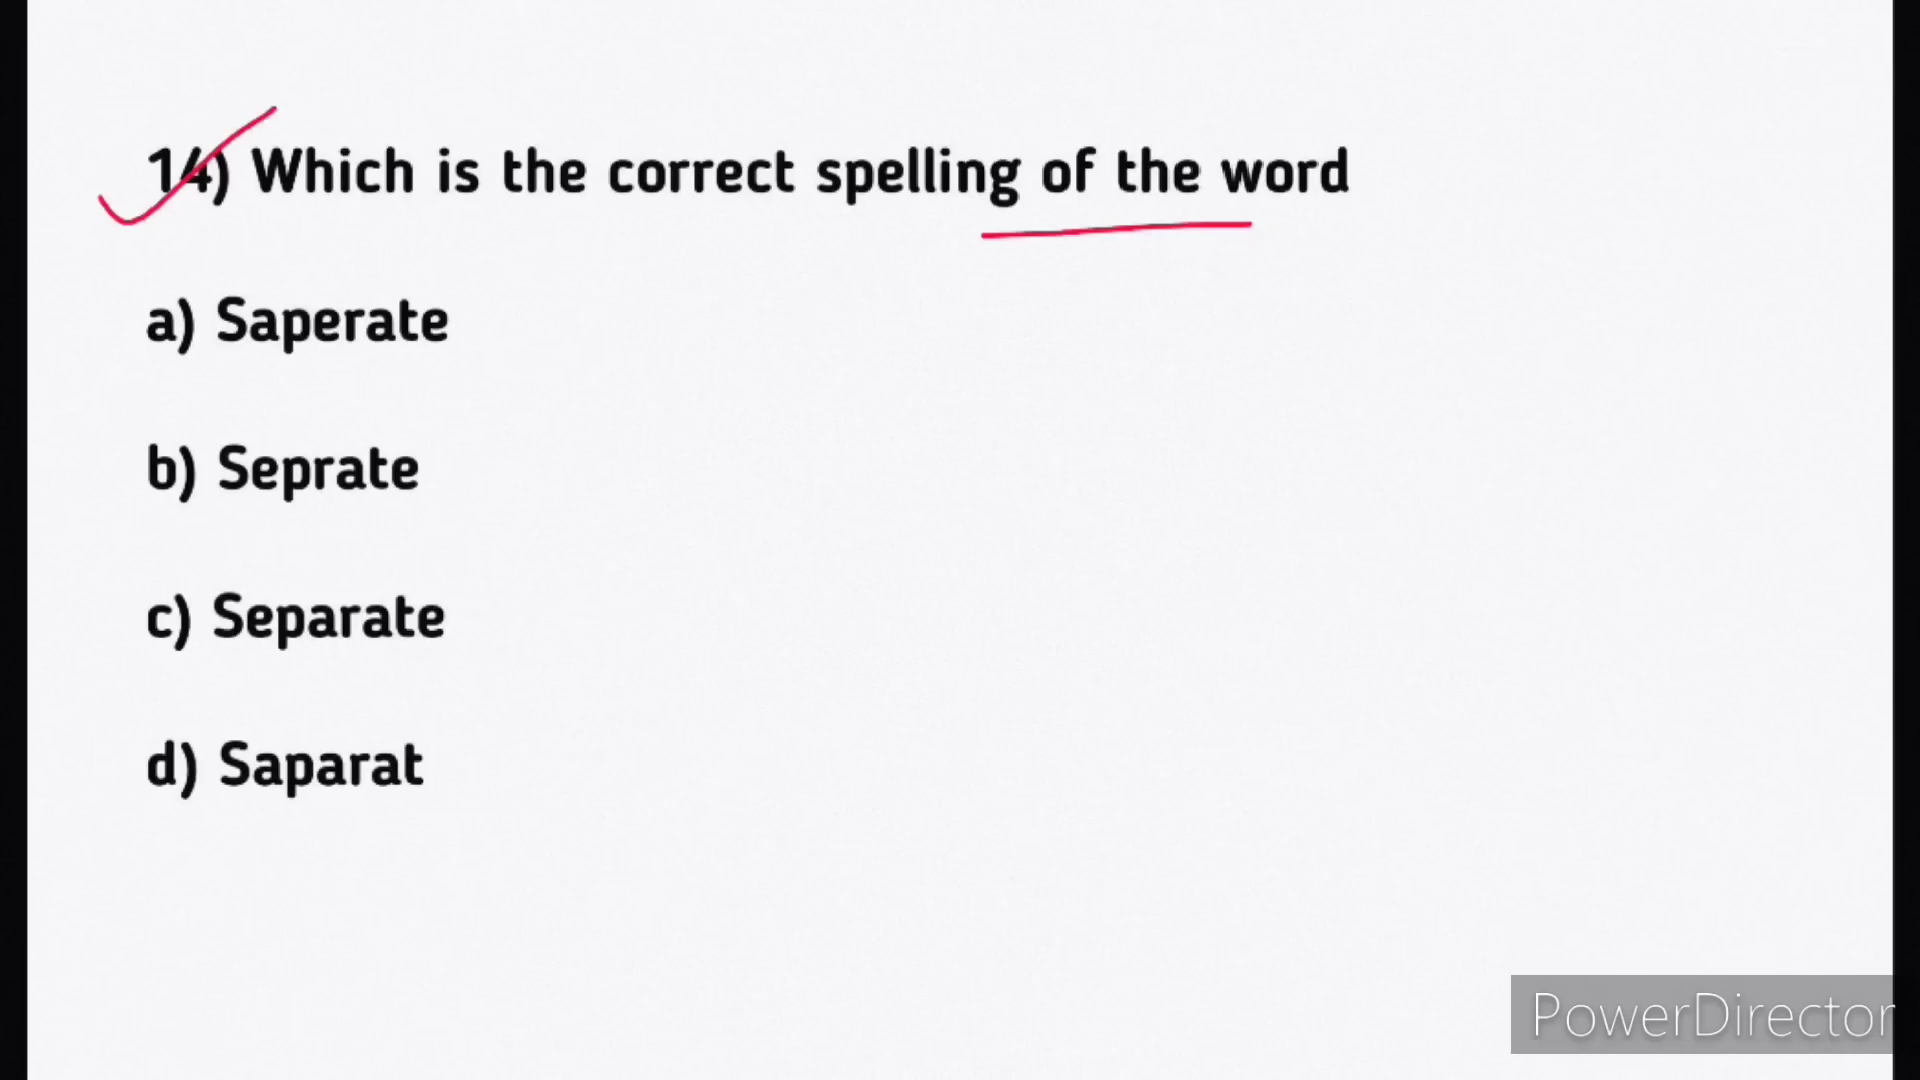 14) Which is the correct spelling of the word
a) Saperate
b) Seprate
c) Separate
d) Saparat
PowerDirector